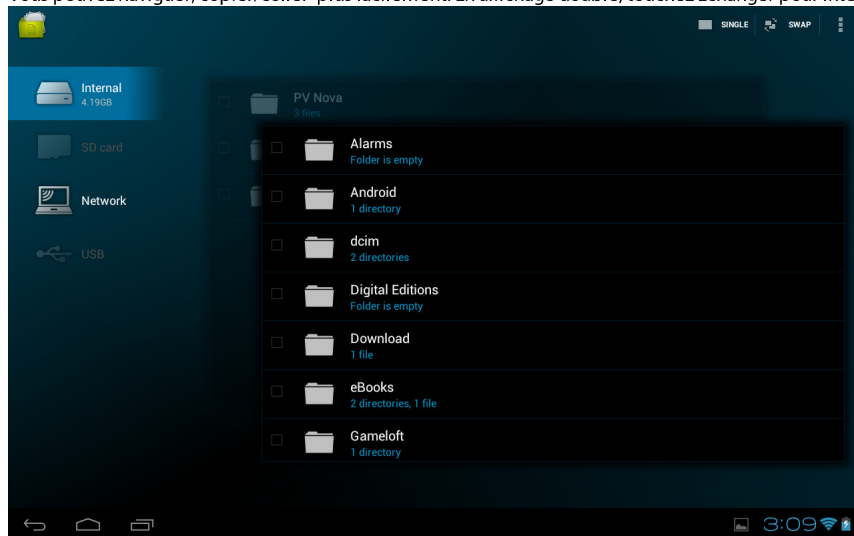 SINGLE SWAP
Internal
4.19GB
PV Nova
3 files
SD card
Alarms
Folder is empty
Network
Android
1 directory
dcim
2 directories
USB
Digital Editions
Folder is empty
Download
1 file
eBooks
2 directories, 1 file
Gameloft
1 directory
3:09